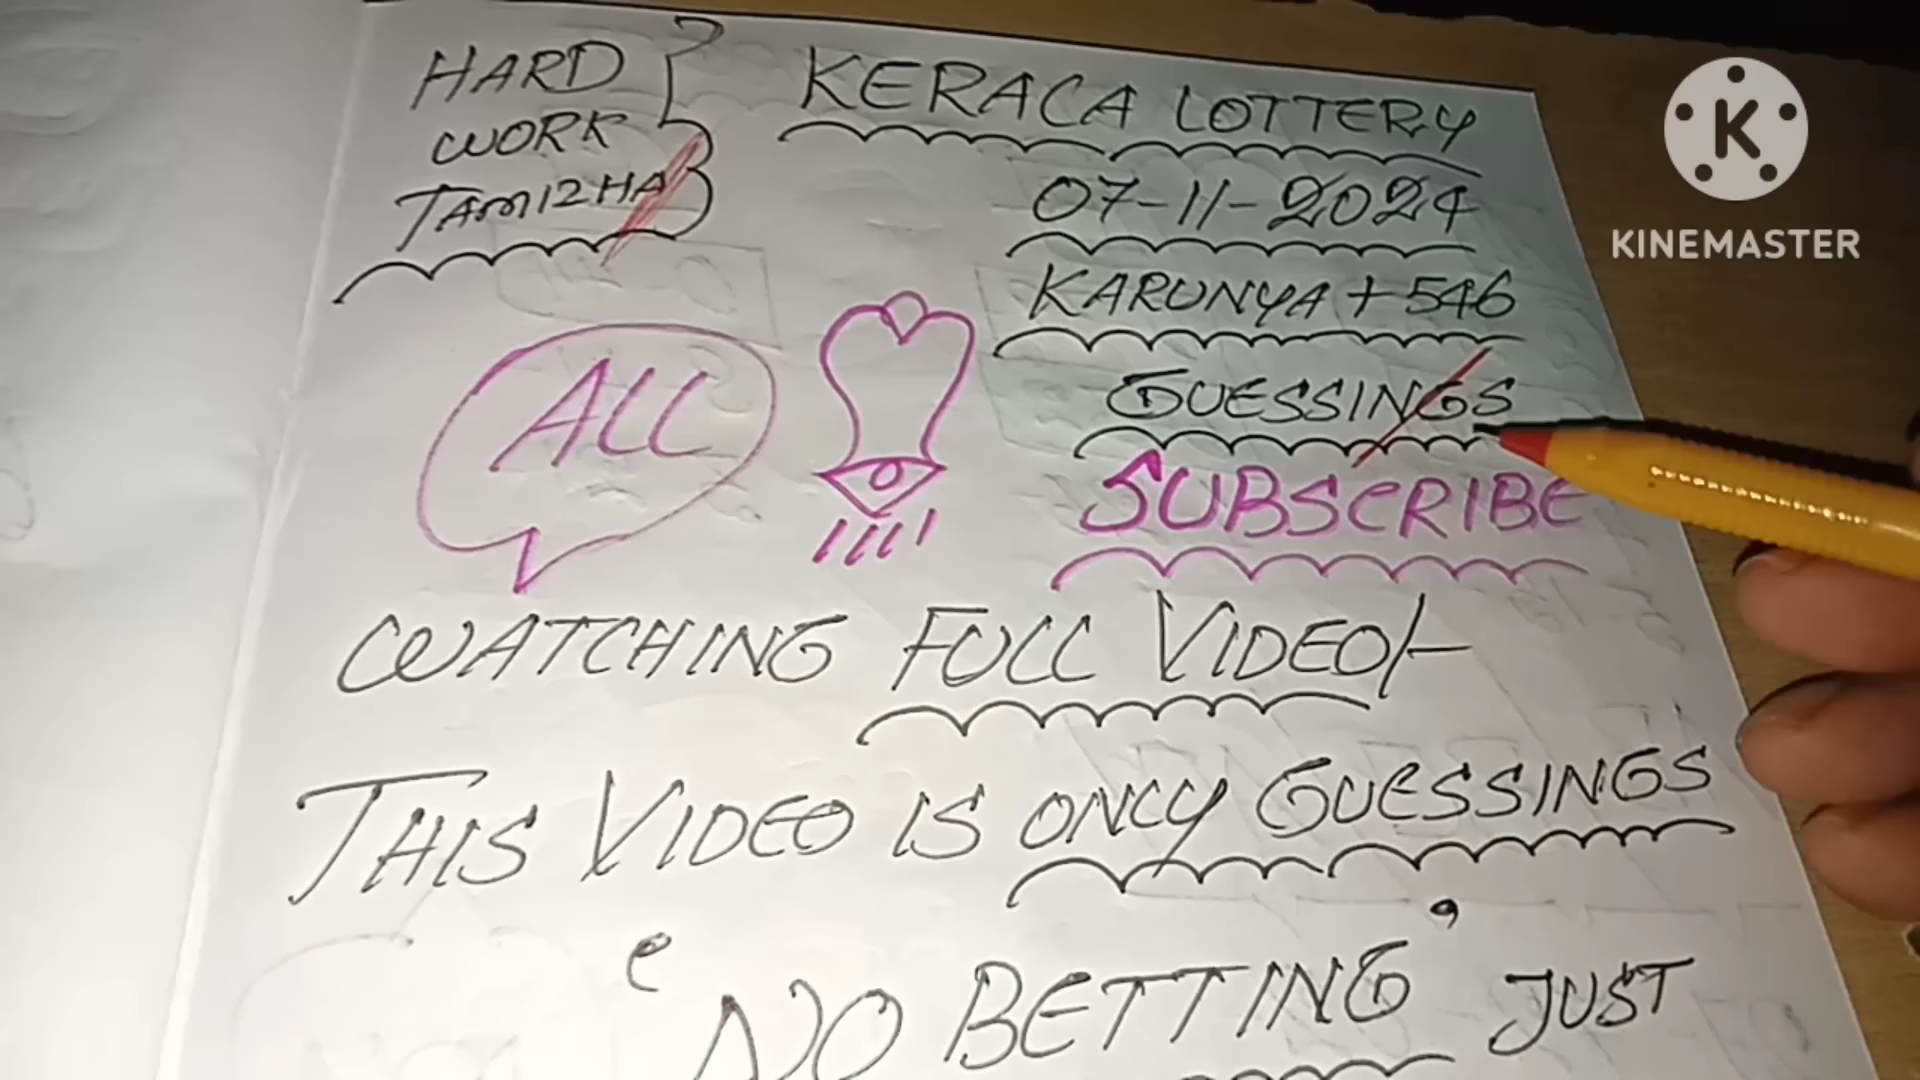 HARD
WORK
TAMIZHA
KERALA LOTTERY
07-11-2024
KARUNYA + 546
GUESSINGS
SUBSCRIBE
ALL
WATCHING FULL VIDEO/-
THIS VIDEO IS ONLY GUESSINGS
"NO BETTING" JUST
K
KINEMASTER